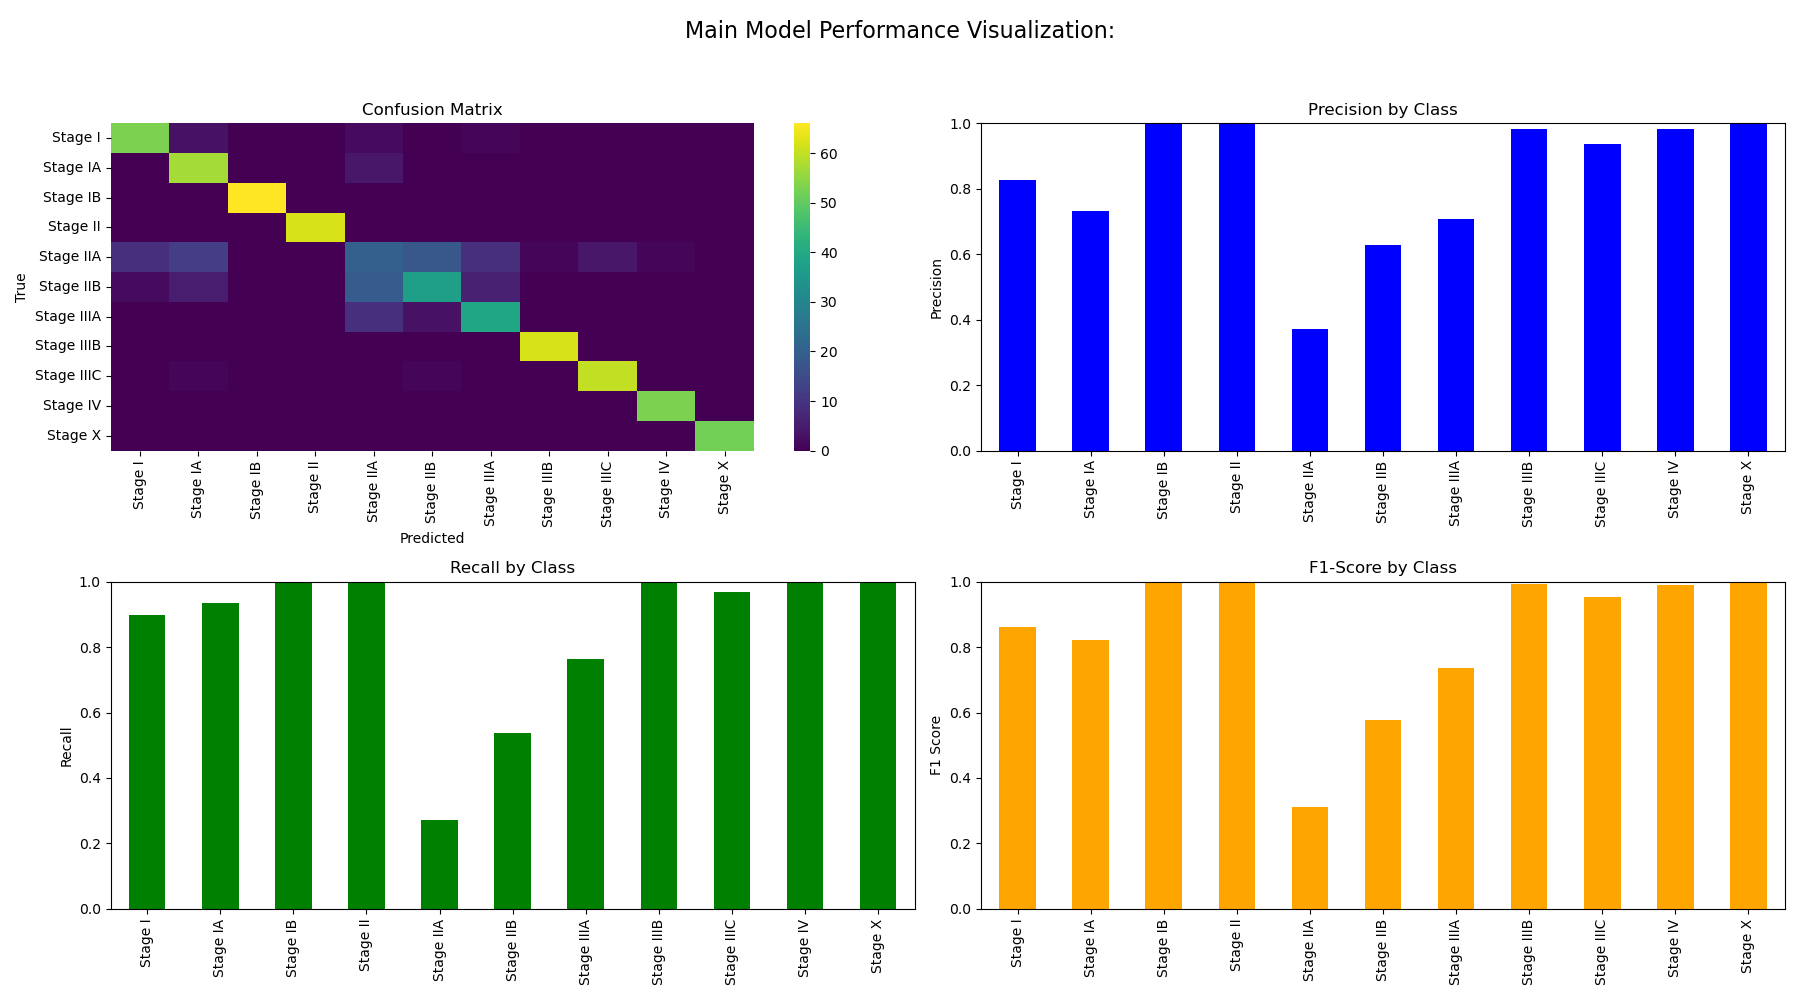 Main Model Performance Visualization:
Confusion Matrix
True
Stage I
Stage IA
Stage IB
Stage II
Stage IIA
Stage IIB
Stage IIIA
Stage IIIB
Stage IIIC
Stage IV
Stage X
Stage I
Stage IA
Stage IB
Stage II
Stage IIA
Stage IIB
Stage IIIA
Stage IIIB
Stage IIIC
Stage IV
Stage X
Predicted
60
50
40
30
20
10
0
Precision by Class
Precision
1.0
0.8
0.6
0.4
0.2
0.0
Stage I
Stage IA
Stage IB
Stage II
Stage IIA
Stage IIB
Stage IIIA
Stage IIIB
Stage IIIC
Stage IV
Stage X
Recall by Class
Recall
1.0
0.8
0.6
0.4
0.2
0.0
Stage I
Stage IA
Stage IB
Stage II
Stage IIA
Stage IIB
Stage IIIA
Stage IIIB
Stage IIIC
Stage IV
Stage X
F1-Score by Class
F1 Score
1.0
0.8
0.6
0.4
0.2
0.0
Stage I
Stage IA
Stage IB
Stage II
Stage IIA
Stage IIB
Stage IIIA
Stage IIIB
Stage IIIC
Stage IV
Stage X